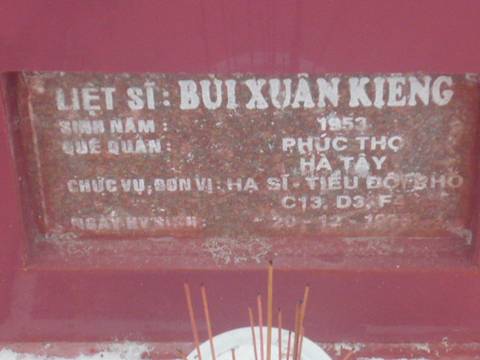 LIỆT SĨ: BÙI XUÂN KIÊNG
SINH NĂM : 1953
QUÊ QUÁN : PHÚC THỌ
HÀ TÂY
CHỨC VỤ, ĐƠN VỊ : HẠ SĨ - TIỂU ĐỘI PHÓ
C13, D3,
NGÀY HY SINH : 20-12-